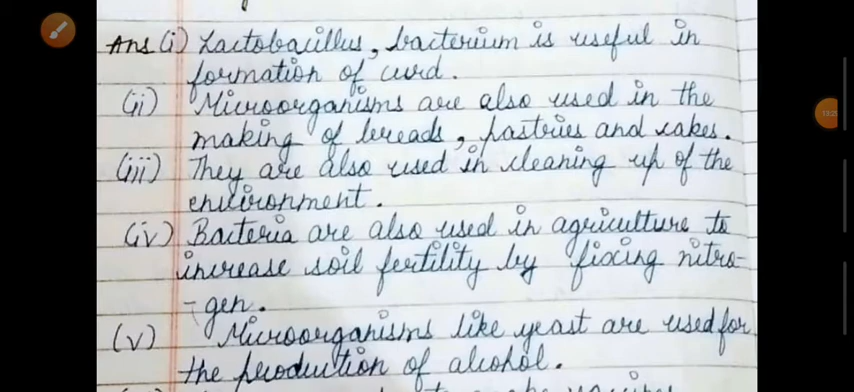 Ans (i) Lactobacillus, bacterium is useful in
formation of curd.
(ii) Microorganisms are also used in the
making of breads, pastries and cakes.
(iii) They are also used in cleaning up of the
environment.
(iv) Bacteria are also used in agriculture to
increase soil fertility by fixing nitro-
-gen.
(v) Microorganisms like yeast are used for
the production of alcohol.